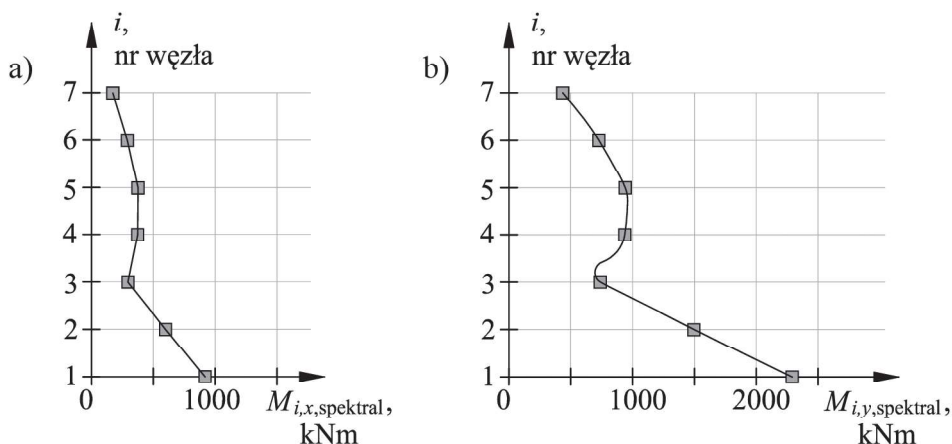 a)
i,
nr węzła
7
6
5
4
3
2
1
0
1000
M_{i,x,spektral},
kNm
b)
i,
nr węzła
7
6
5
4
3
2
1
0
1000
2000
M_{i,y,spektral},
kNm